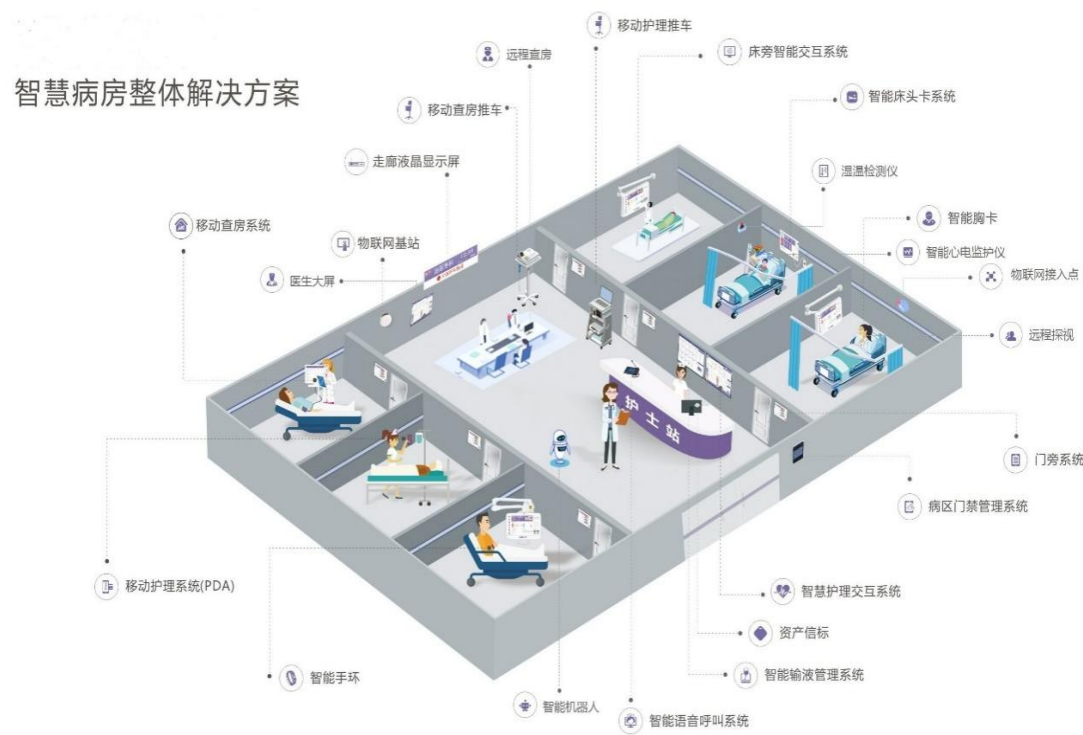 智慧病房整体解决方案
移动护理推车
远程查房
床旁智能交互系统
移动查房推车
智能床头卡系统
走廊液晶显示屏
湿温检测仪
移动查房系统
智能胸卡
物联网基站
智能心电监护仪
医生大屏
物联网接入点
远程探视
护士站
门旁系统
病区门禁管理系统
移动护理系统(PDA)
智慧护理交互系统
资产信标
智能手环
智能输液管理系统
智能机器人
智能语音呼叫系统